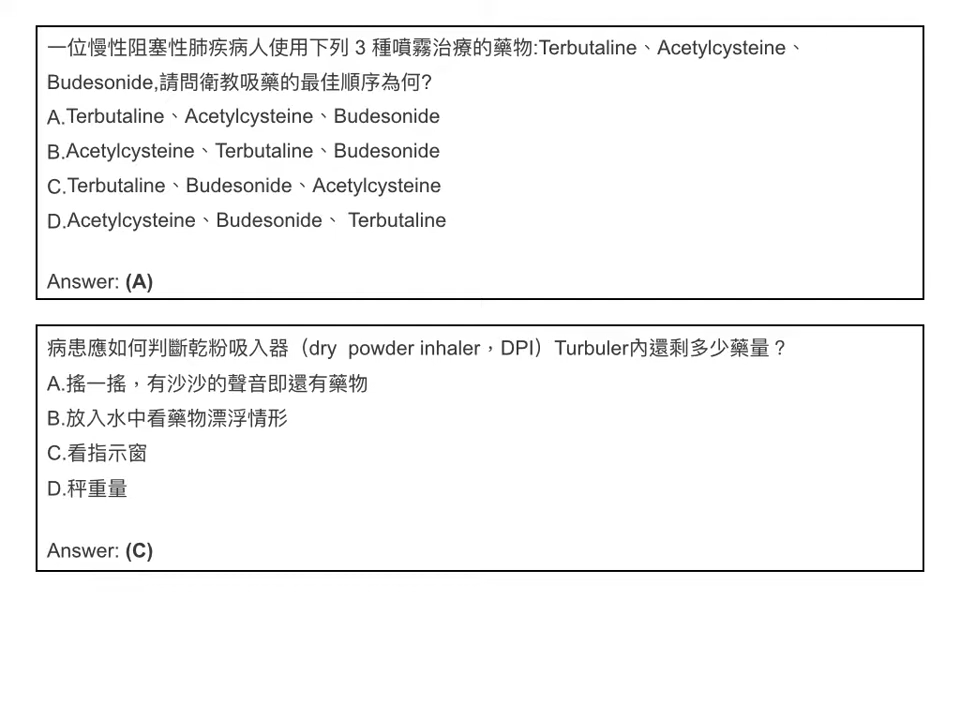 一位慢性阻塞性肺疾病人使用下列 3 種噴霧治療的藥物:Terbutaline、Acetylcysteine、
Budesonide,請問衛教吸藥的最佳順序為何?
A.Terbutaline、Acetylcysteine、Budesonide
B.Acetylcysteine、Terbutaline、Budesonide
C.Terbutaline、Budesonide、Acetylcysteine
D.Acetylcysteine、Budesonide、 Terbutaline
Answer: (A)
病患應如何判斷乾粉吸入器（dry powder inhaler，DPI）Turbuler內還剩多少藥量？
A.搖一搖，有沙沙的聲音即還有藥物
B.放入水中看藥物漂浮情形
C.看指示窗
D.秤重量
Answer: (C)